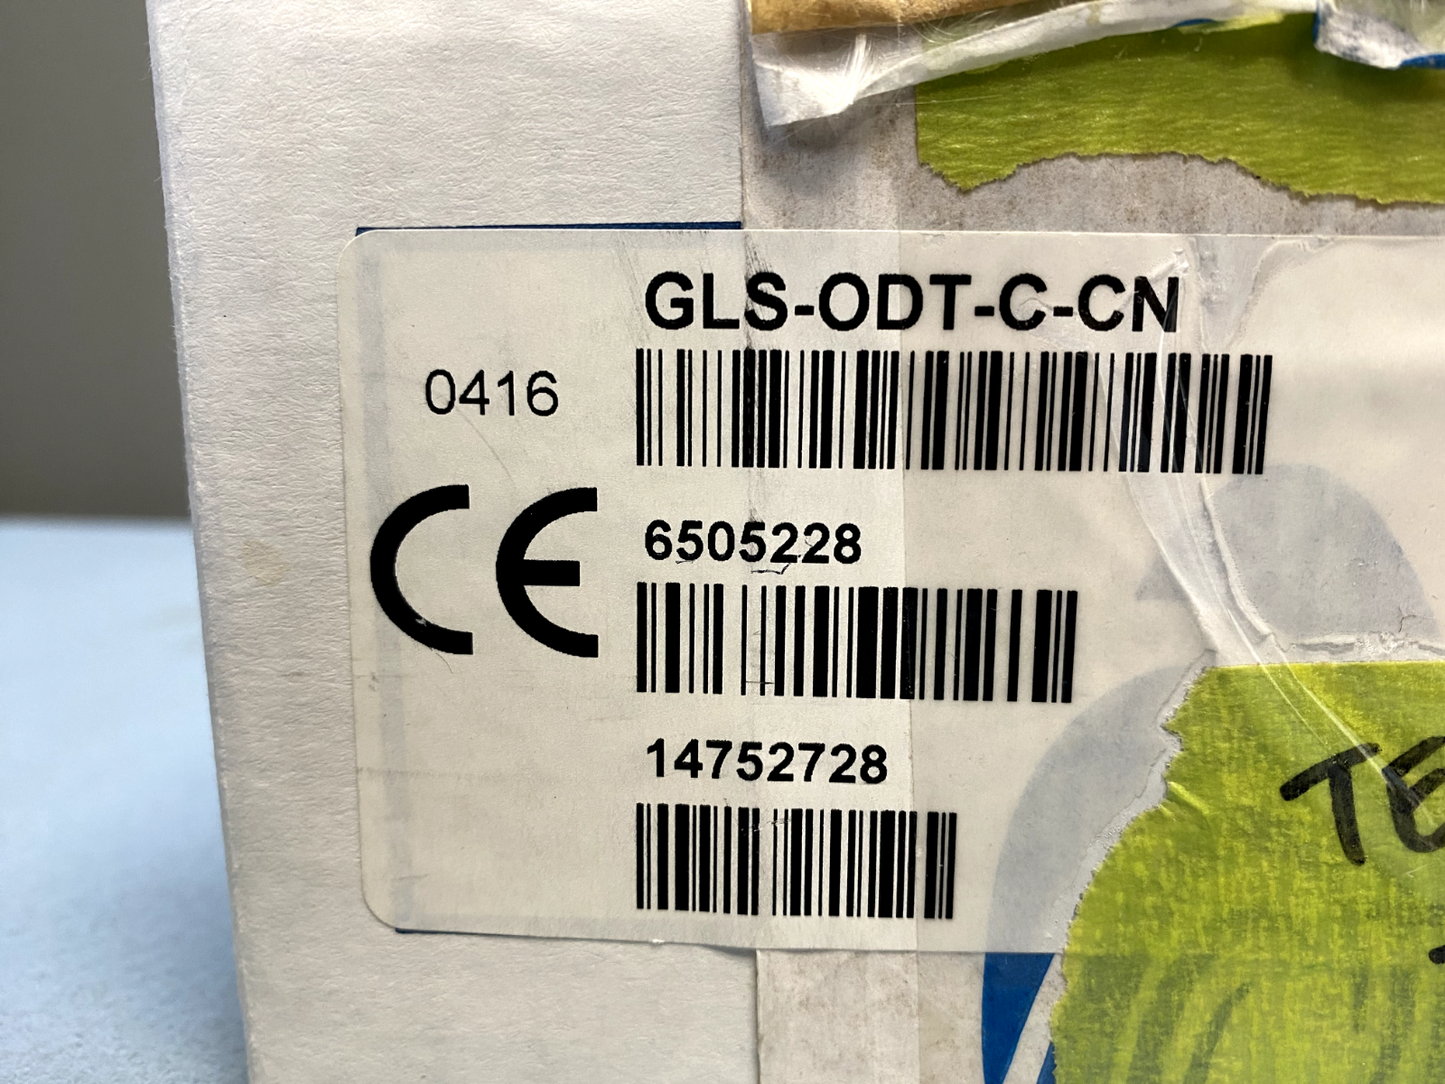 GLS-ODT-C-CN
0416
CE
6505228
14752728